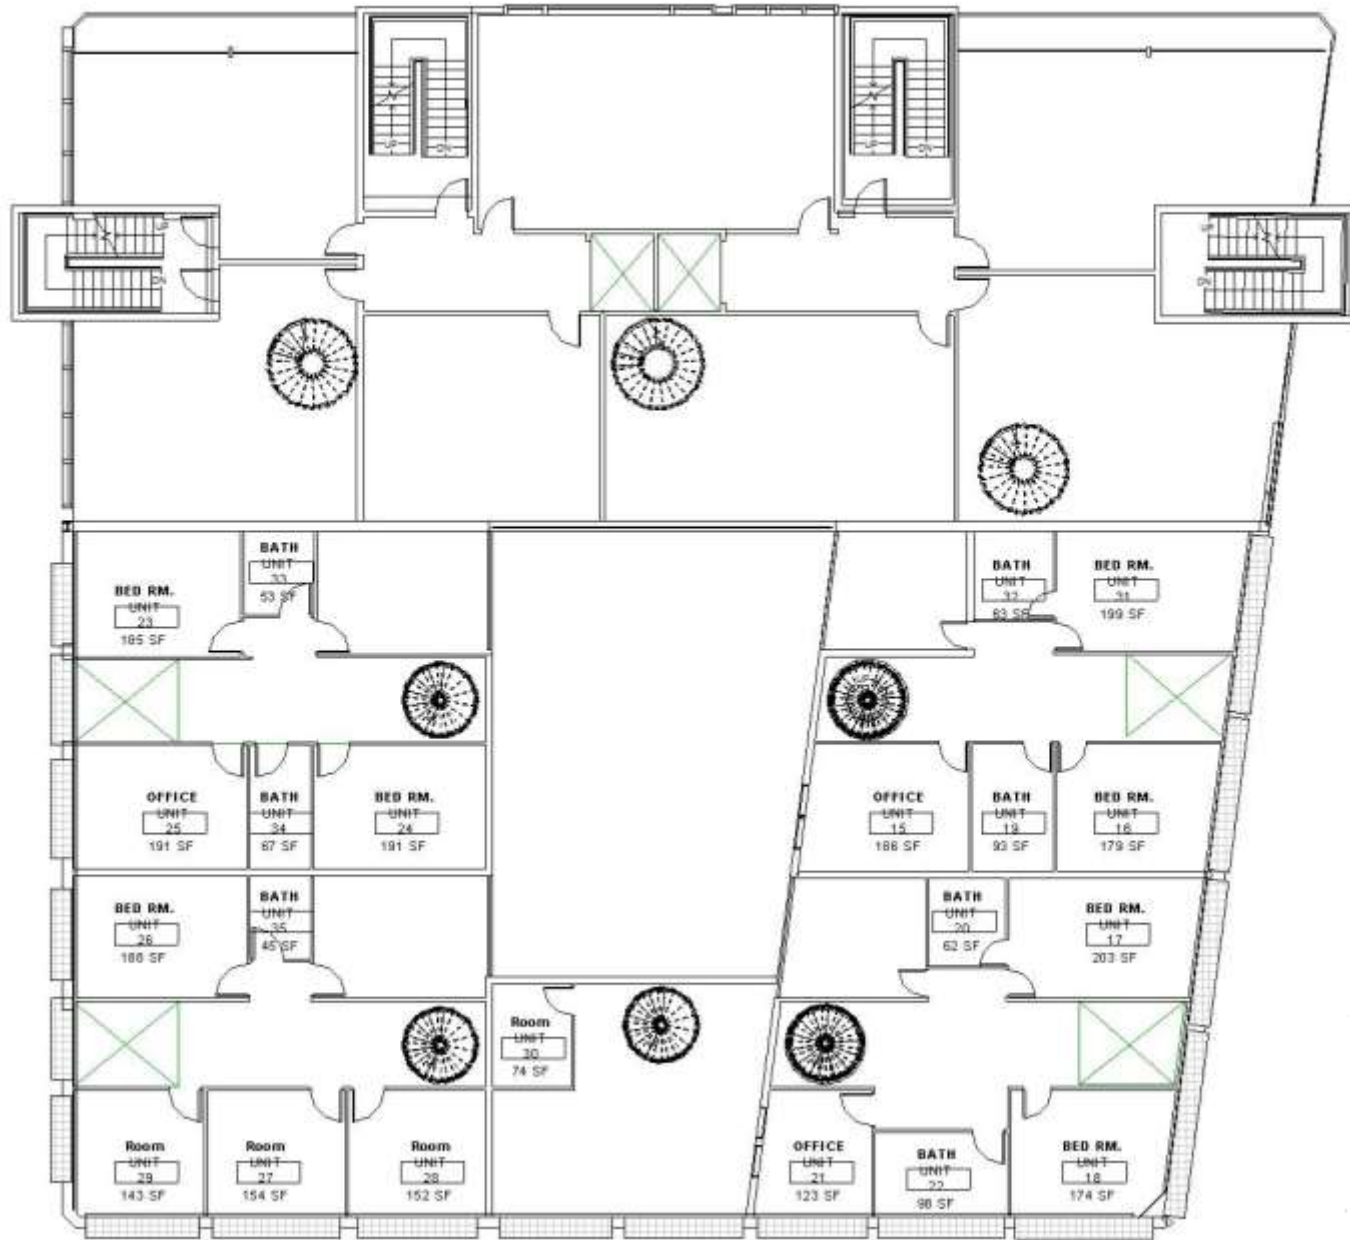 UP
DN
UP
DN
UP
DN
UP
DN
BATH
UNIT
33
53 SF
BED RM.
UNIT
23
185 SF
BATH
UNIT
32
BED RM.
UNIT
31
199 SF
OFFICE
UNIT
25
191 SF
BATH
UNIT
34
67 SF
BED RM.
UNIT
24
191 SF
OFFICE
UNIT
15
186 SF
BATH
UNIT
19
93 SF
BED RM.
UNIT
16
179 SF
BED RM.
UNIT
26
188 SF
BATH
UNIT
35
45 SF
BATH
UNIT
20
62 SF
BED RM.
UNIT
17
203 SF
Room
UNIT
30
74 SF
Room
UNIT
29
143 SF
Room
UNIT
27
154 SF
Room
UNIT
28
152 SF
OFFICE
UNIT
21
123 SF
BATH
UNIT
22
98 SF
BED RM.
UNIT
18
174 SF